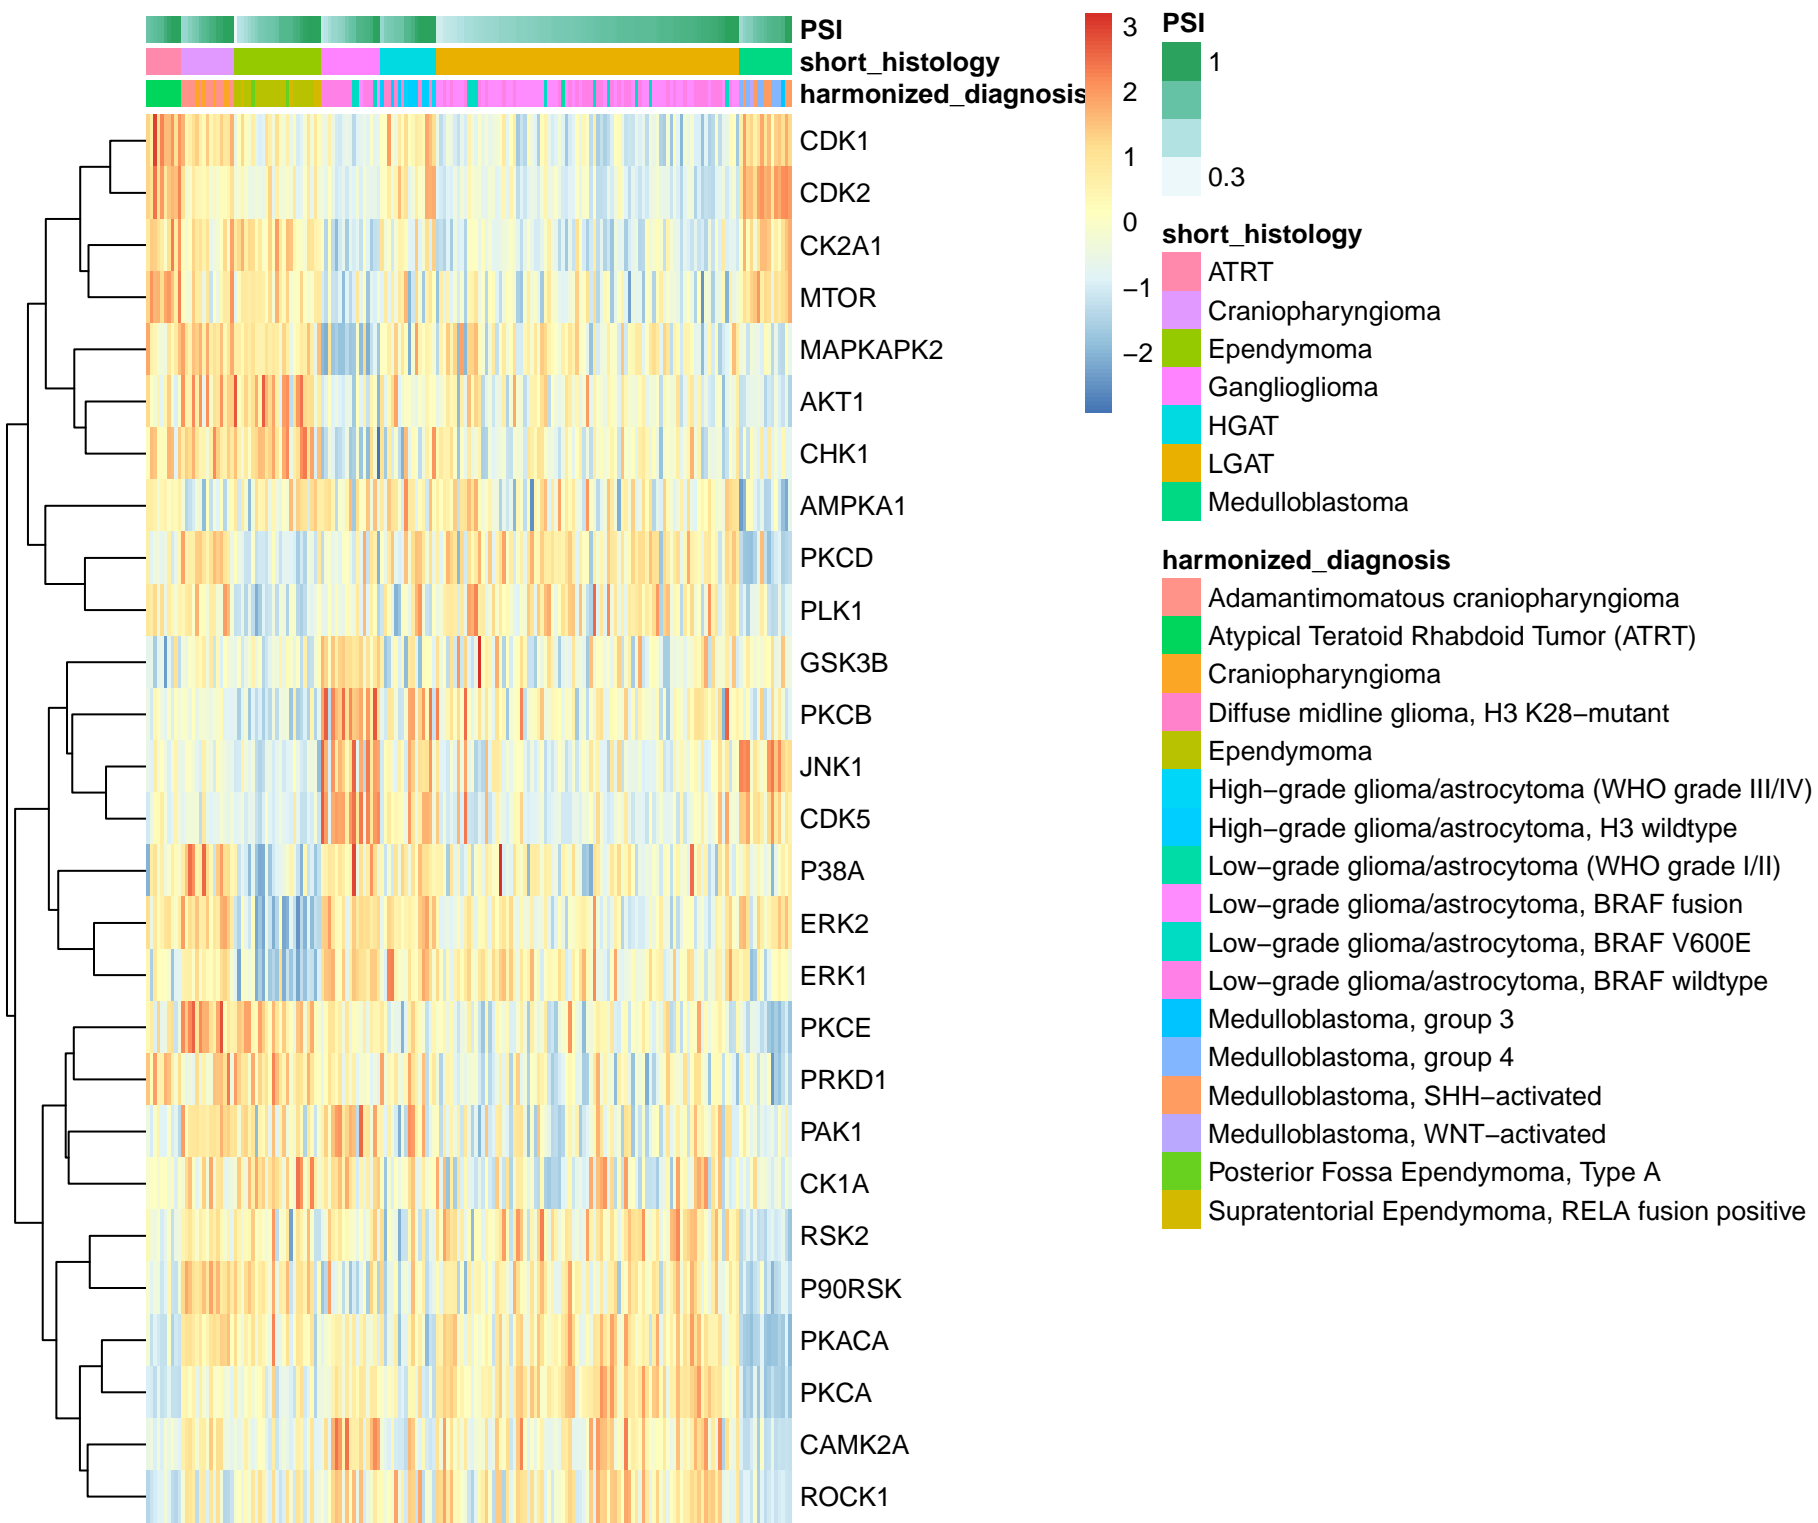 PSI
short_histology
harmonized_diagnosis
CDK1
CDK2
CK2A1
MTOR
MAPKAPK2
AKT1
CHK1
AMPKA1
PKCD
PLK1
GSK3B
PKCB
JNK1
CDK5
P38A
ERK2
ERK1
PKCE
PRKD1
PAK1
CK1A
RSK2
P90RSK
PKACA
PKCA
CAMK2A
ROCK1
3
2
1
0
−1
−2
PSI
1
0.3
short_histology
ATRT
Craniopharyngioma
Ependymoma
Ganglioglioma
HGAT
LGAT
Medulloblastoma
harmonized_diagnosis
Adamantimomatous craniopharyngioma
Atypical Teratoid Rhabdoid Tumor (ATRT)
Craniopharyngioma
Diffuse midline glioma, H3 K28−mutant
Ependymoma
High−grade glioma/astrocytoma (WHO grade III/IV)
High−grade glioma/astrocytoma, H3 wildtype
Low−grade glioma/astrocytoma (WHO grade I/II)
Low−grade glioma/astrocytoma, BRAF fusion
Low−grade glioma/astrocytoma, BRAF V600E
Low−grade glioma/astrocytoma, BRAF wildtype
Medulloblastoma, group 3
Medulloblastoma, group 4
Medulloblastoma, SHH−activated
Medulloblastoma, WNT−activated
Posterior Fossa Ependymoma, Type A
Supratentorial Ependymoma, RELA fusion positive